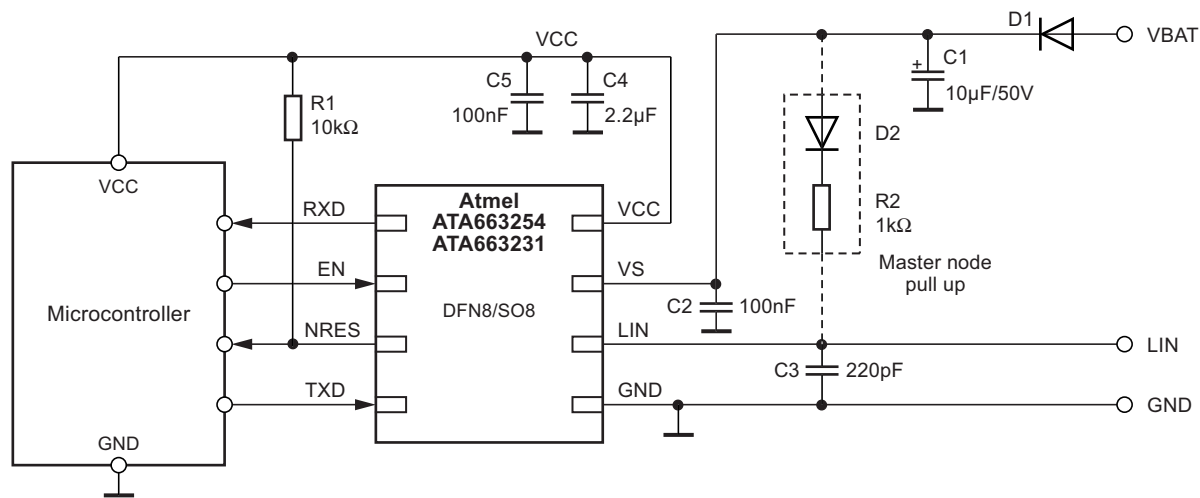 D1
VBAT
VCC
C5
100nF
C4
2.2µF
C1
+
10µF/50V
R1
10kΩ
D2
R2
1kΩ
Master node
pull up
VCC
Microcontroller
GND
RXD
EN
NRES
TXD
Atmel
ATA663254
ATA663231
DFN8/SO8
VCC
VS
LIN
GND
C2
100nF
C3
220pF
LIN
GND